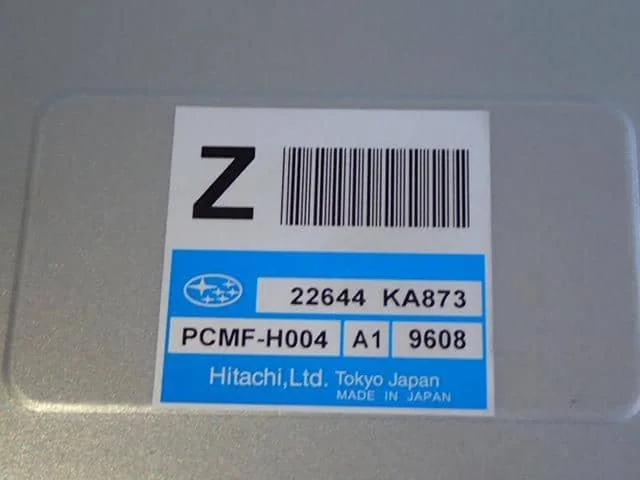 Z
22644 KA873
PCMF-H004 A1 9608
Hitachi,Ltd. Tokyo Japan
MADE IN JAPAN